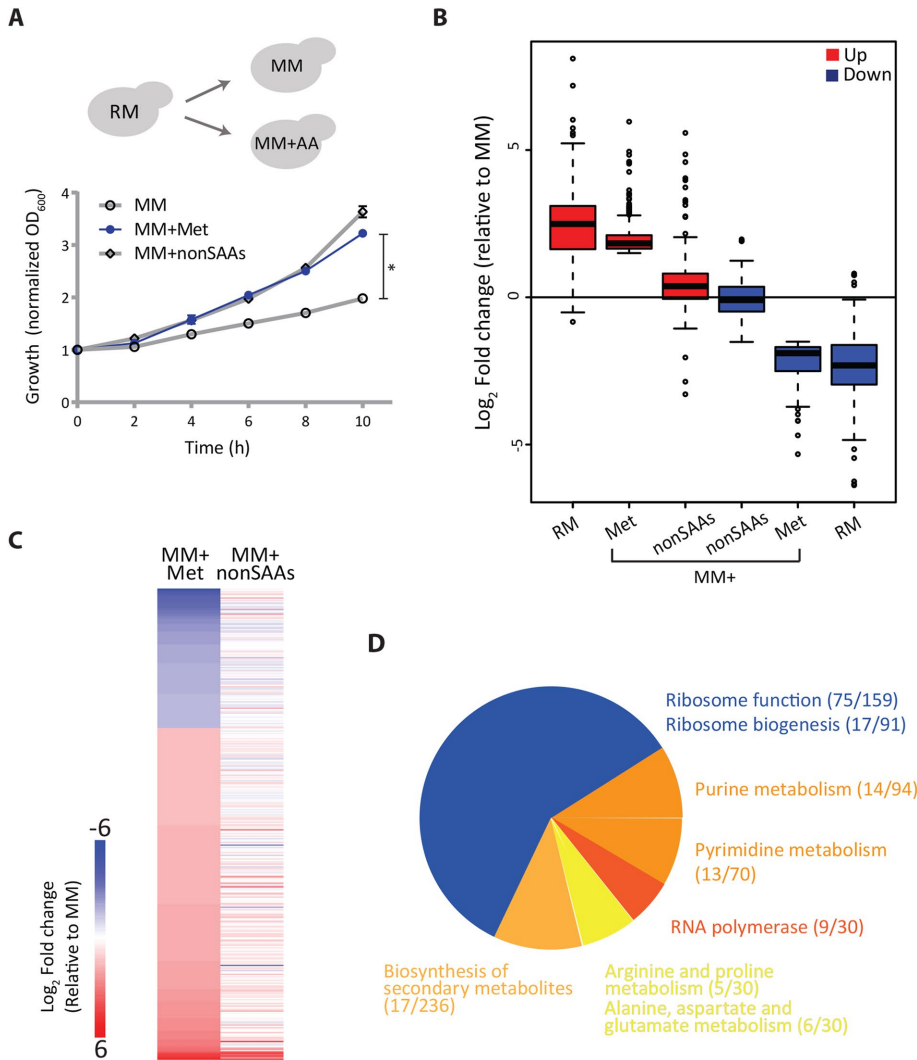 A
RM
MM
MM+AA
MM
MM+Met
MM+nonSAAs
Growth (normalized OD600)
4
3
2
1
0
*
0 2 4 6 8 10
Time (h)
B
Up
Down
Log2 Fold change (relative to MM)
5
0
-5
RM Met nonSAAs nonSAAs Met RM
MM+
C
MM+ MM+
Met nonSAAs
-6
Log2 Fold change
(Relative to MM)
6
D
Ribosome function (75/159)
Ribosome biogenesis (17/91)
Purine metabolism (14/94)
Pyrimidine metabolism
(13/70)
RNA polymerase (9/30)
Biosynthesis of
secondary metabolites
(17/236)
Arginine and proline
metabolism (5/30)
Alanine, aspartate and
glutamate metabolism (6/30)